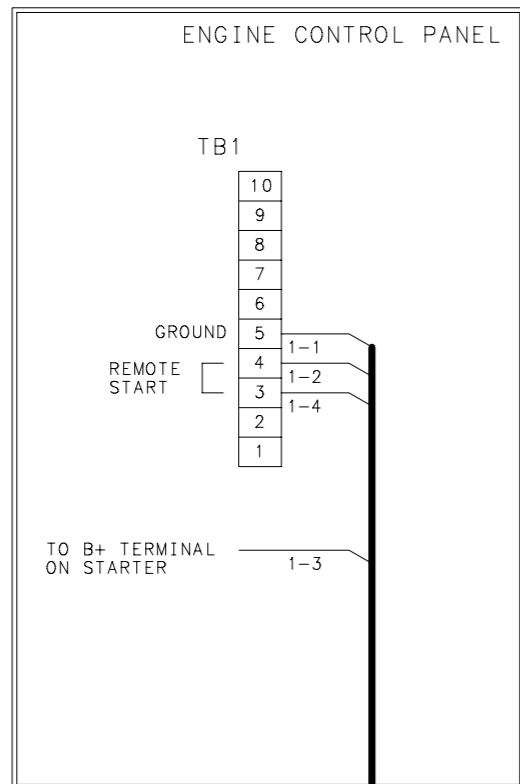 ENGINE CONTROL PANEL
TB1
10
9
8
7
6
GROUND 5
1-1
REMOTE
START
4
1-2
3
1-4
2
1
TO B+ TERMINAL
ON STARTER
1-3